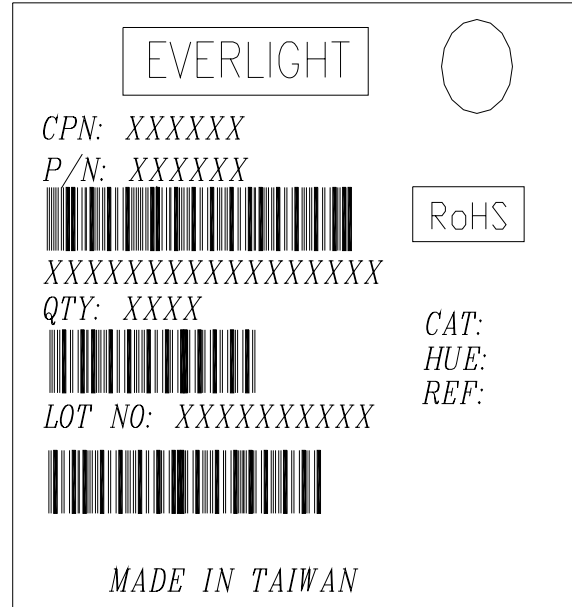 EVERLIGHT
CPN: XXXXXX
P/N: XXXXXX
RoHS
XXXXXXXXXXXXXXXXX
QTY: XXXX
CAT:
HUE:
REF:
LOT NO: XXXXXXXXXX
MADE IN TAIWAN